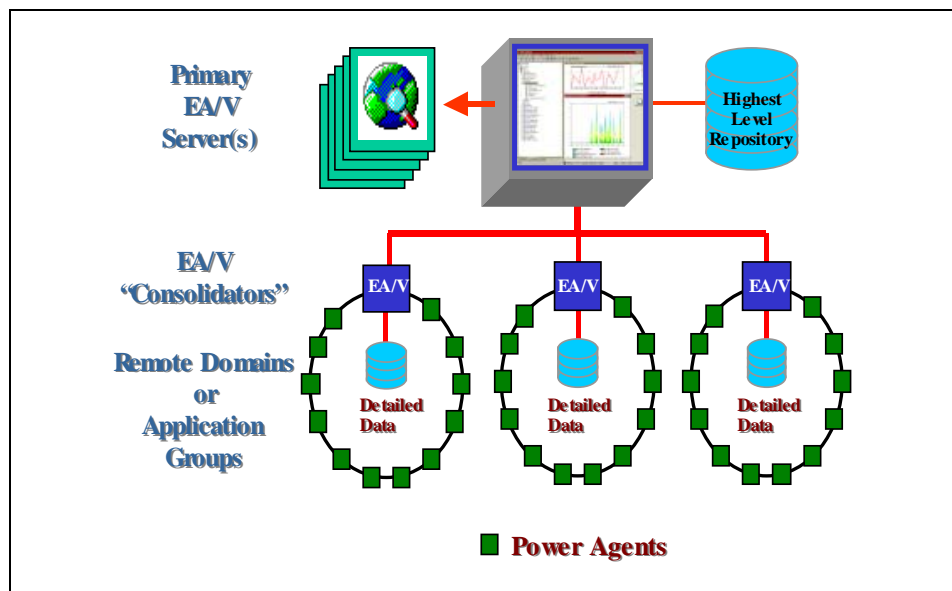 Primary
EA/V
Server(s)
Highest
Level
Repository
EA/V
“Consolidators”
EA/V
EA/V
EA/V
Remote Domains
or
Application
Groups
Detailed
Data
Detailed
Data
Detailed
Data
Power Agents